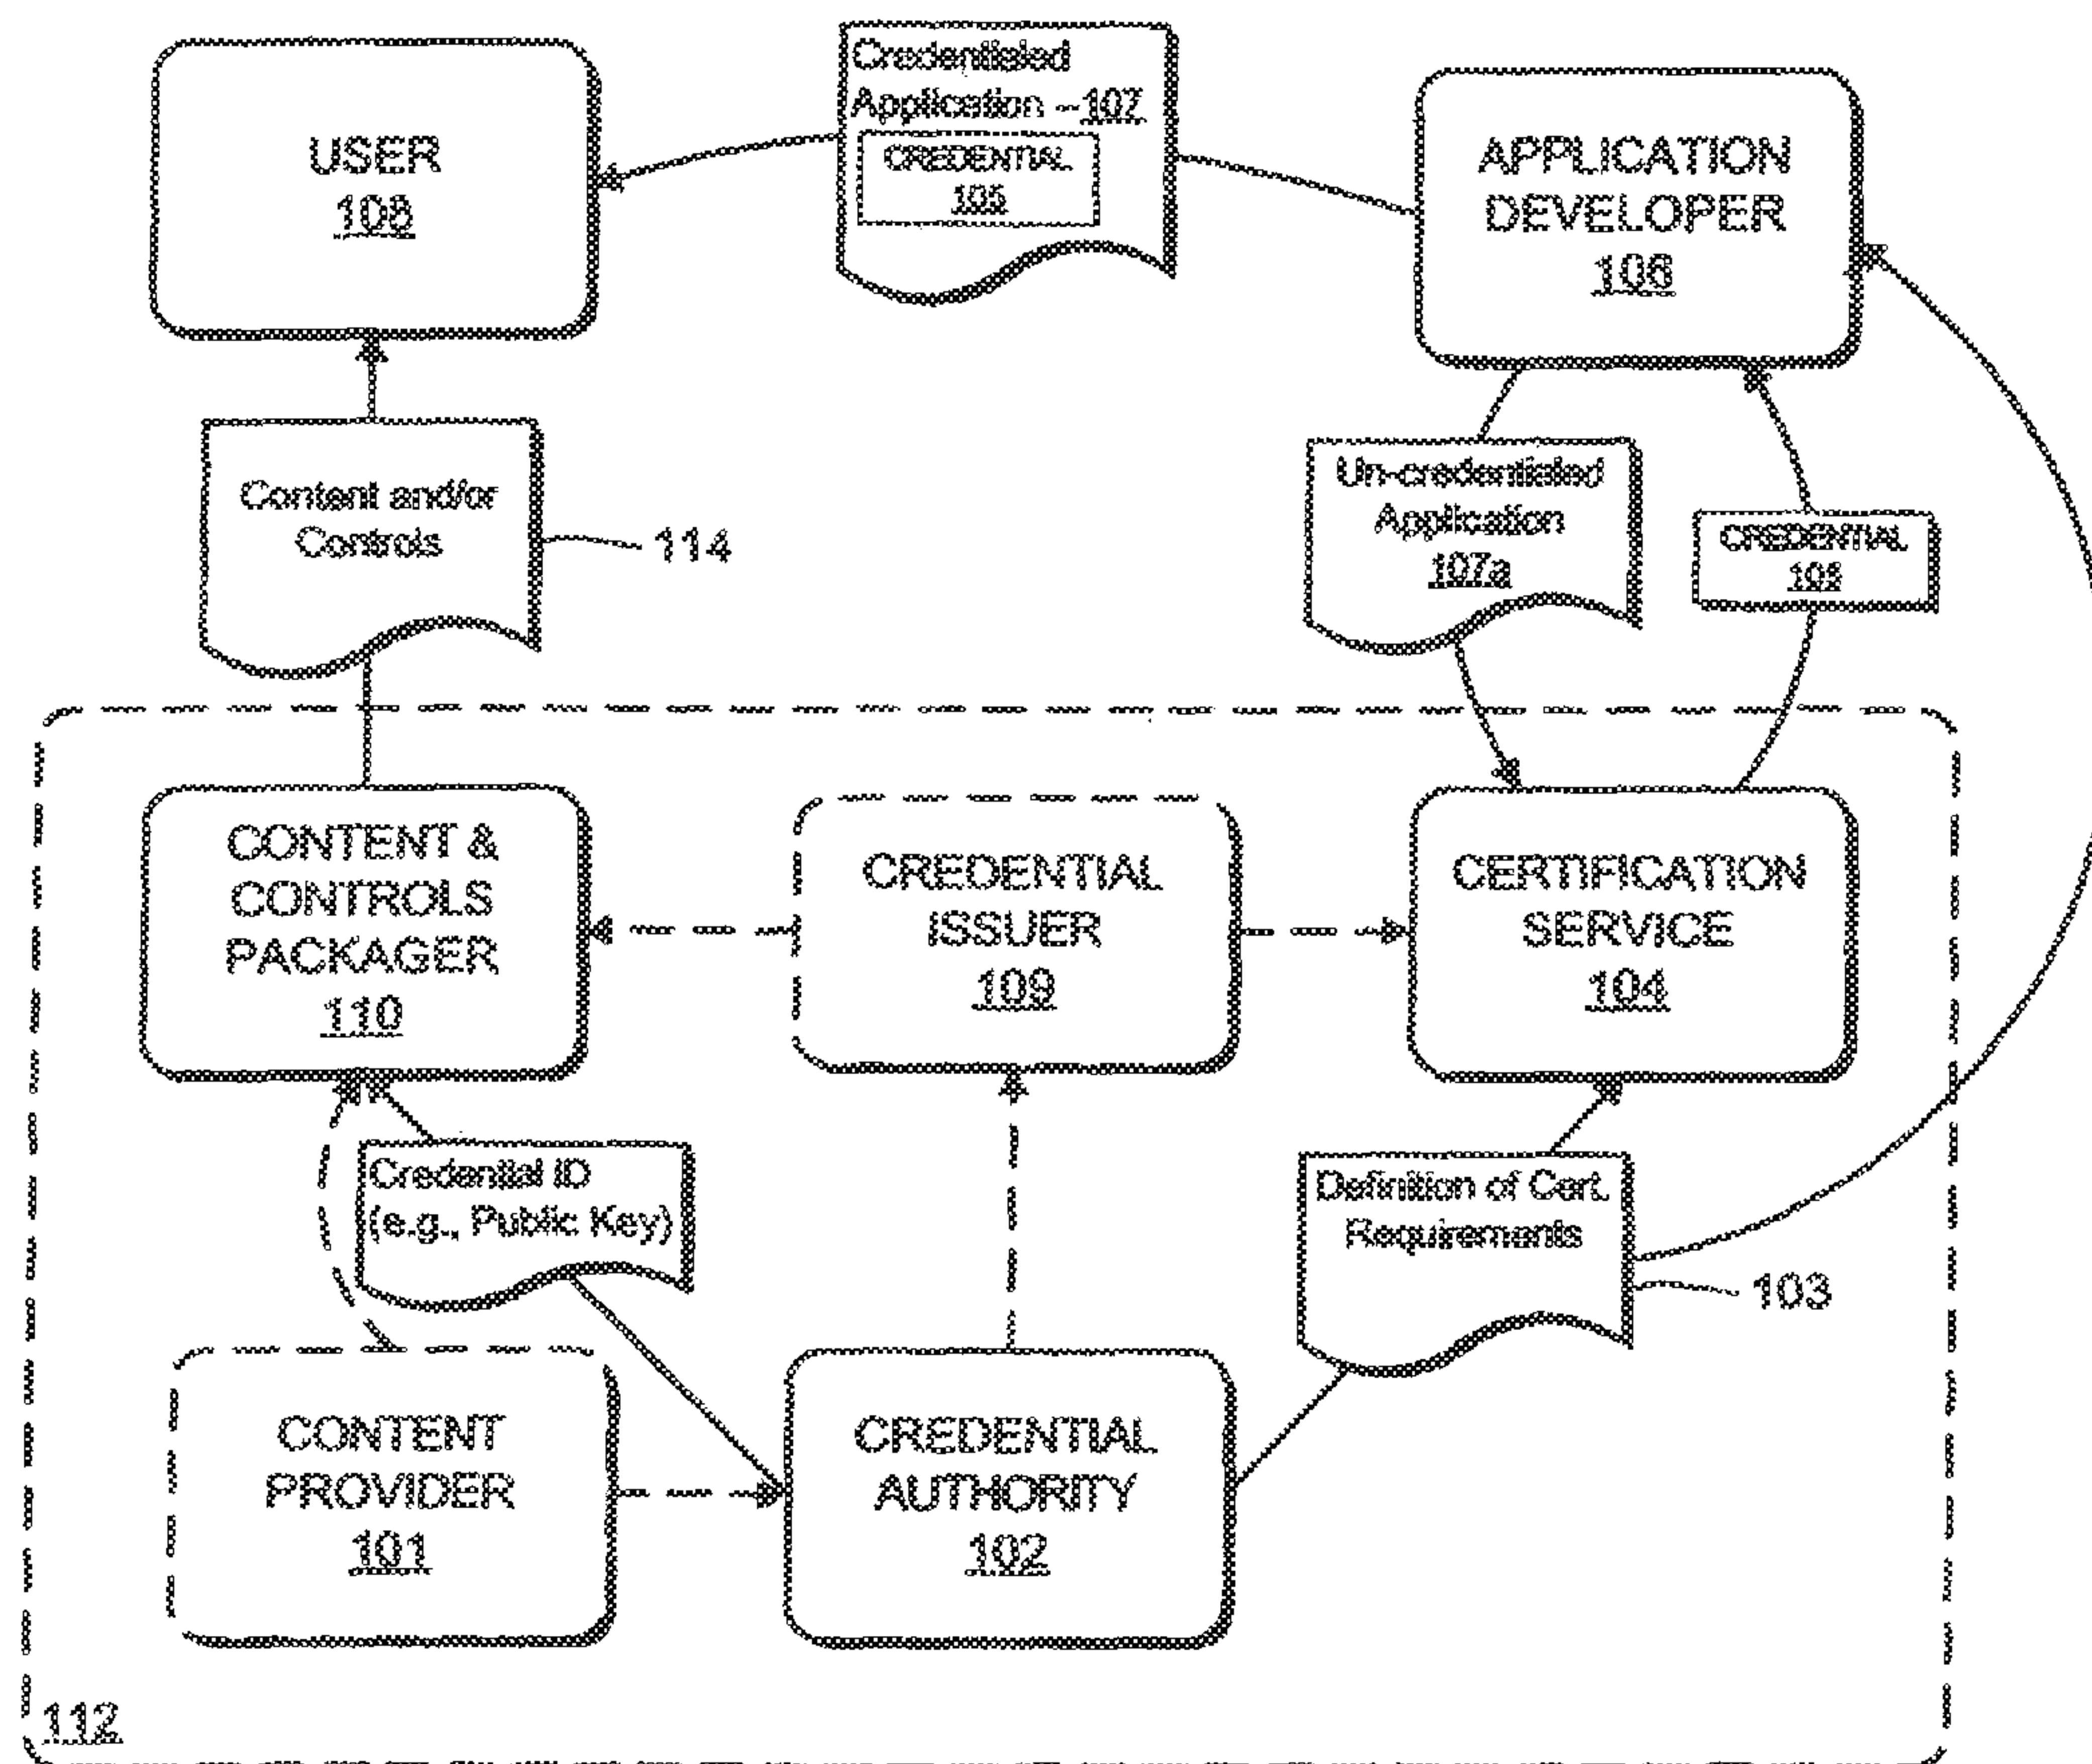 USER
108
Credentialed
Application --107
CREDENTIAL
105
APPLICATION
DEVELOPER
106
Content and/or
Controls
114
Un-credentialed
Application
107a
CREDENTIAL
105
CONTENT &
CONTROLS
PACKAGER
110
CREDENTIAL
ISSUER
109
CERTIFICATION
SERVICE
104
Credential ID
(e.g., Public Key)
Definition of Cert.
Requirements
103
CONTENT
PROVIDER
101
CREDENTIAL
AUTHORITY
102
112